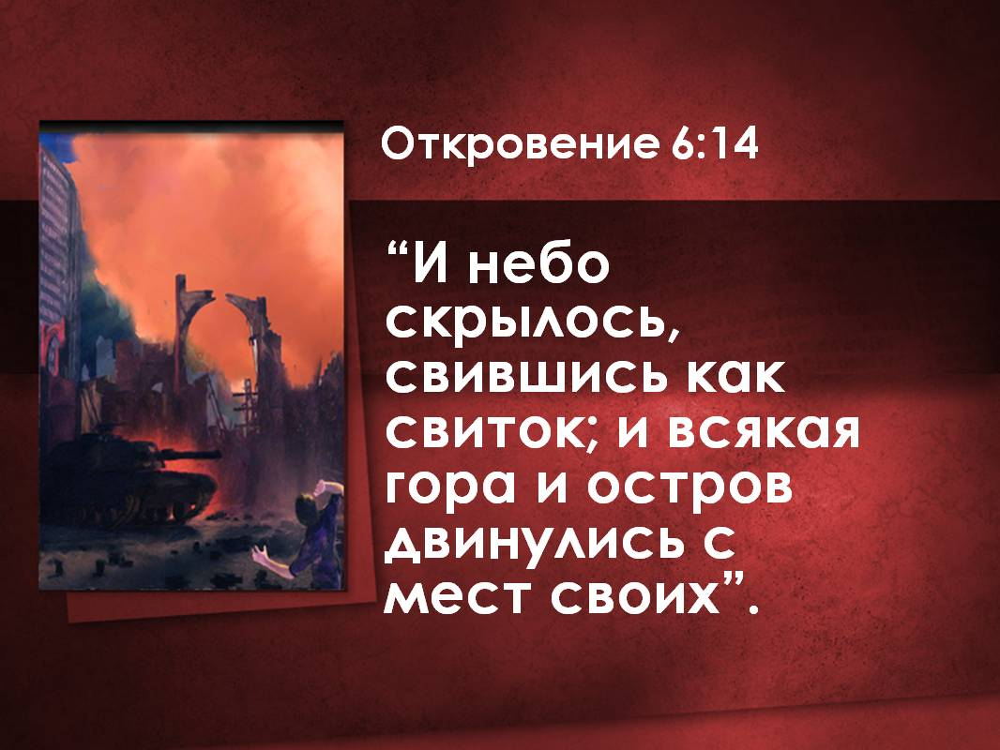 Откровение 6:14
“И небо
скрылось,
свившись как
свиток; и всякая
гора и остров
двинулись с
мест своих”.